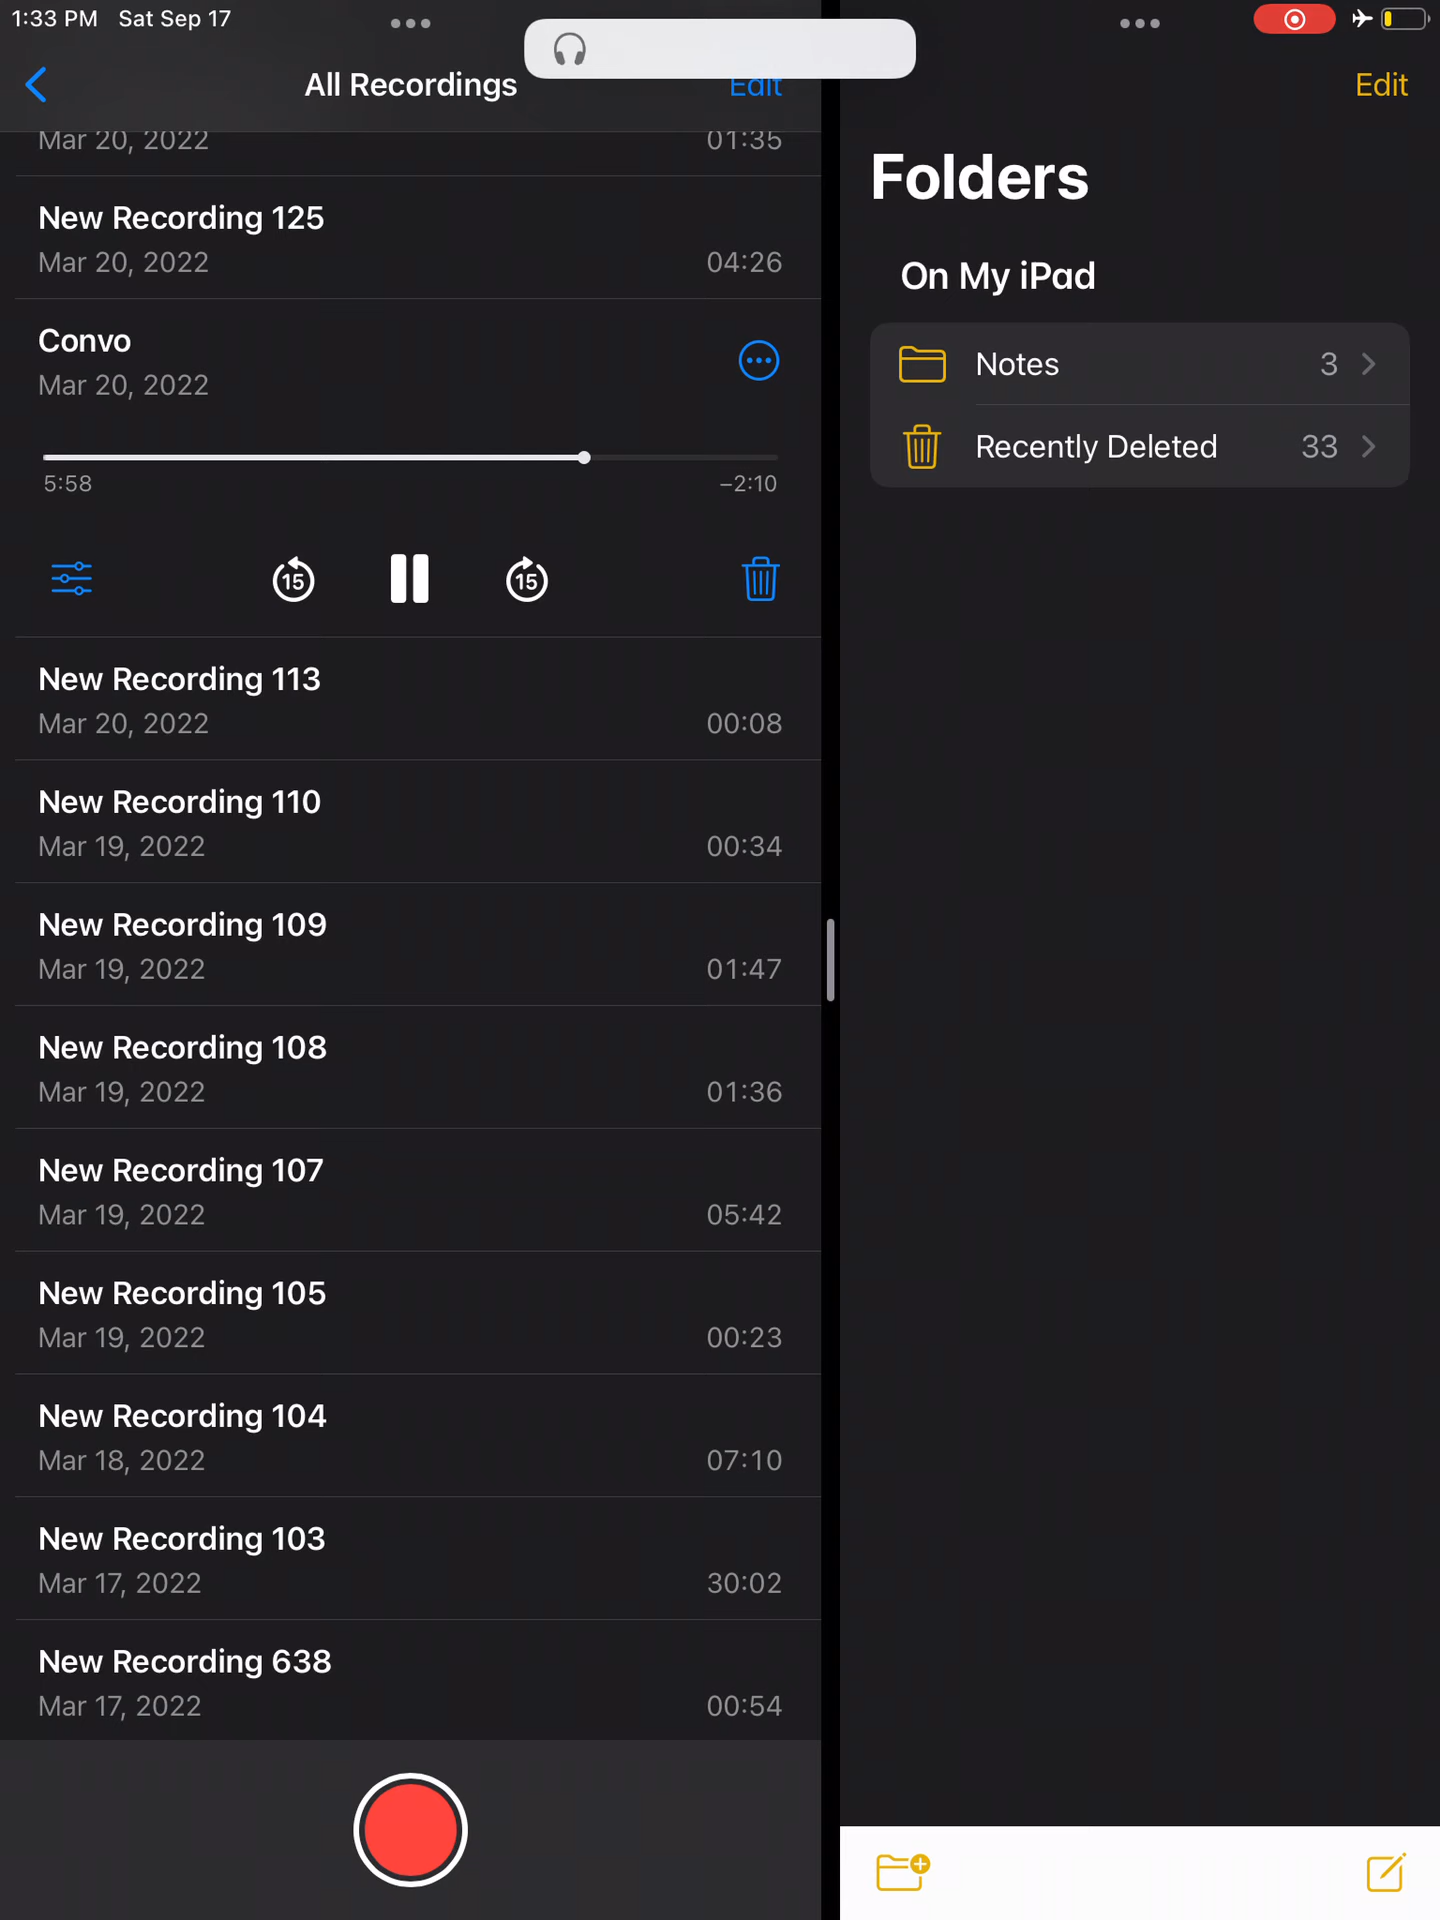 1:33 PM Sat Sep 17
All Recordings
Edit
Mar 20, 2022 01:35
New Recording 125
Mar 20, 2022 04:26
Convo
Mar 20, 2022
5:58 –2:10
15 15
New Recording 113
Mar 20, 2022 00:08
New Recording 110
Mar 19, 2022 00:34
New Recording 109
Mar 19, 2022 01:47
New Recording 108
Mar 19, 2022 01:36
New Recording 107
Mar 19, 2022 05:42
New Recording 105
Mar 19, 2022 00:23
New Recording 104
Mar 18, 2022 07:10
New Recording 103
Mar 17, 2022 30:02
New Recording 638
Mar 17, 2022 00:54
Edit
Folders
On My iPad
Notes 3
Recently Deleted 33